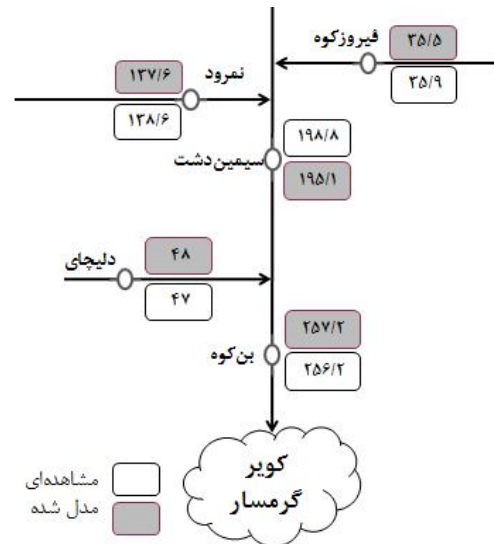 فیروزکوه
۳۵/۵
۳۵/۹
نمرود
۱۳۷/۶
۱۳۸/۶
۱۹۸/۸
سیمین‌دشت
۱۹۵/۱
دلیچای
۴۸
۴۷
۲۵۷/۲
بن‌کوه
۲۵۶/۲
کویر
گرمسار
مشاهده‌ای
مدل شده